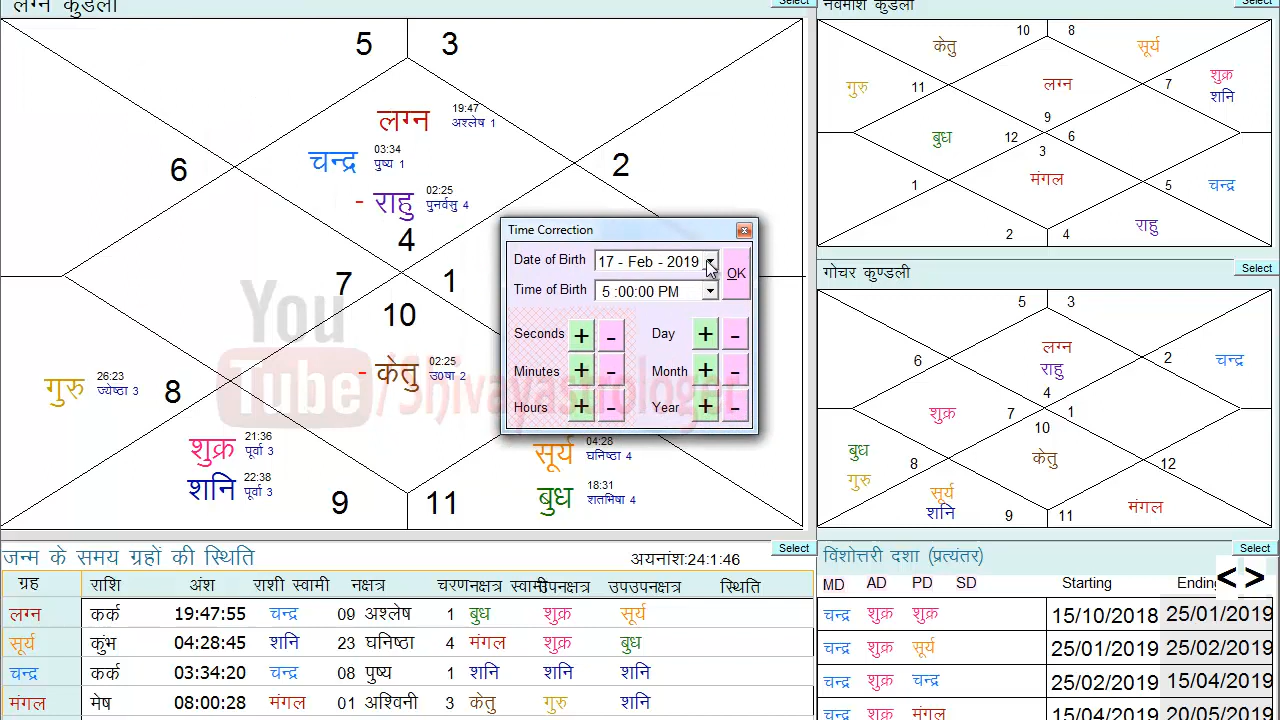 लग्न कुंडली
Select
5
3
लग्न
19:47
अश्लेष 1
चन्द्र
03:34
पुष्य 1
6
2
- राहु
02:25
पुनर्वसु 4
4
7
1
10
- केतु
02:25
उ०षा 2
गुरु
26:23
ज्येष्ठा 3
8
शुक्र
21:36
पूर्वा 3
शनि
22:38
पूर्वा 3
9
11
सूर्य
04:28
घनिष्ठा 4
बुध
18:31
शतभिषा 4
You
Tube
/Shivayastrologer
Time Correction
Date of Birth
17 - Feb - 2019
OK
Time of Birth
5 :00:00 PM
Seconds + - Day + -
Minutes + - Month + -
Hours + - Year + -
नवमांश कुंडली
Select
10
8
केतु
सूर्य
गुरु
11
लग्न
7
शुक्र
शनि
9
बुध
12
6
3
1
मंगल
5
चन्द्र
राहु
2
4
गोचर कुण्डली
Select
5
3
लग्न
राहु
6
2
चन्द्र
4
शुक्र
7
1
10
केतु
बुध
गुरु
8
12
सूर्य
शनि
9
11
मंगल
जन्म के समय ग्रहों की स्थिति
अयनांश:24:1:46
Select
ग्रह राशि अंश राशी स्वामी नक्षत्र चरण नक्षत्र स्वामी उपनक्षत्र उपउपनक्षत्र स्थिति
लग्न कर्क 19:47:55 चन्द्र 09 अश्लेष 1 बुध शुक्र सूर्य
सूर्य कुंभ 04:28:45 शनि 23 घनिष्ठा 4 मंगल शुक्र बुध
चन्द्र कर्क 03:34:20 चन्द्र 08 पुष्य 1 शनि शनि शनि
मंगल मेष 08:00:28 मंगल 01 अश्विनी 3 केतु गुरु शनि
विंशोत्तरी दशा (प्रत्यंतर)
Select
MD AD PD SD Starting Ending < >
चन्द्र शुक्र शुक्र 15/10/2018 25/01/2019
चन्द्र शुक्र सूर्य 25/01/2019 25/02/2019
चन्द्र शुक्र चन्द्र 25/02/2019 15/04/2019
चन्द्र शुक्र मंगल 15/04/2019 20/05/2019